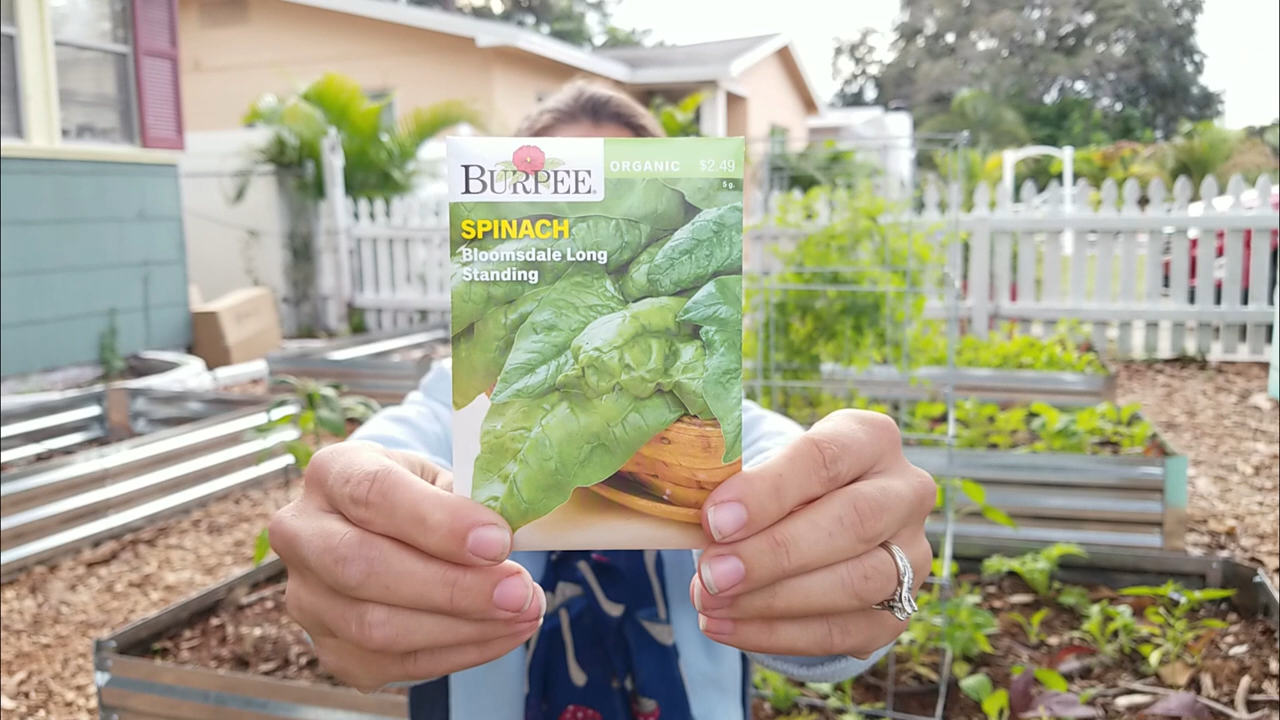 BURPEE®
ORGANIC $2.49
5 g.
SPINACH
Bloomsdale Long
Standing